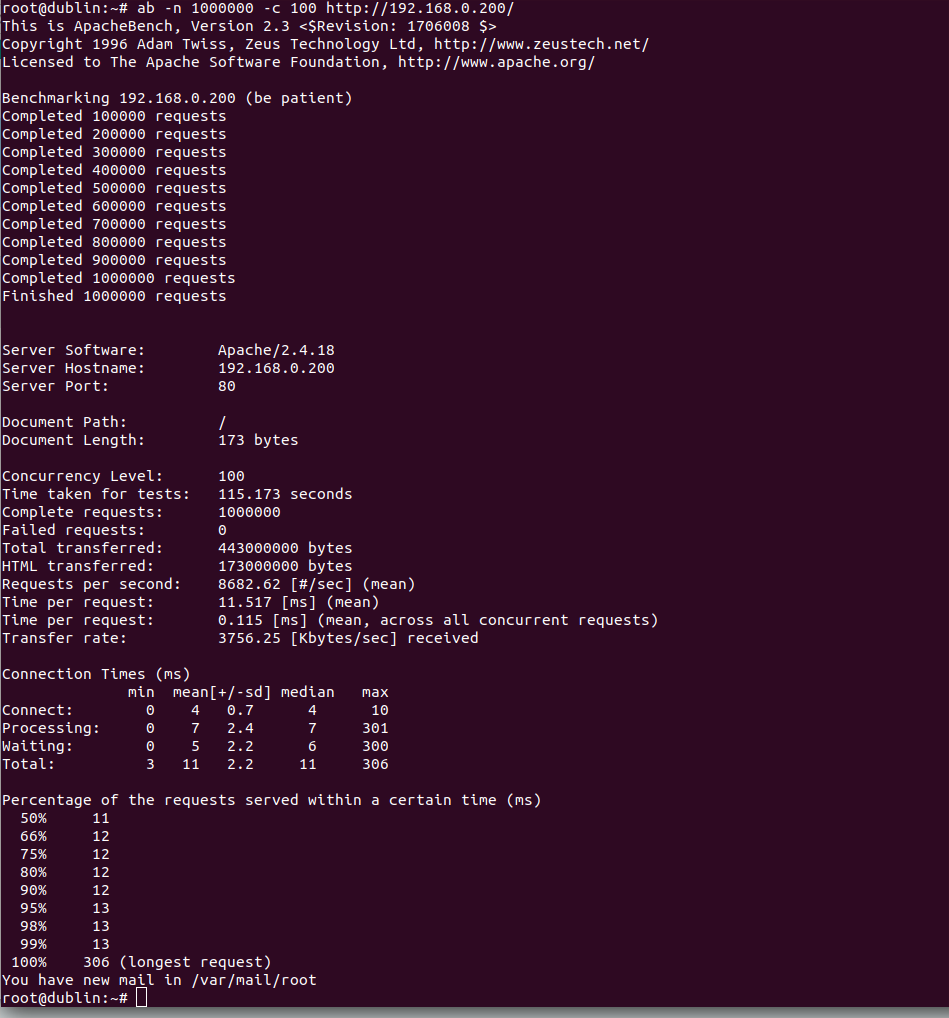 root@dublin:~# ab -n 1000000 -c 100 http://192.168.0.200/
This is ApacheBench, Version 2.3 <$Revision: 1706008 $>
Copyright 1996 Adam Twiss, Zeus Technology Ltd, http://www.zeustech.net/
Licensed to The Apache Software Foundation, http://www.apache.org/

Benchmarking 192.168.0.200 (be patient)
Completed 100000 requests
Completed 200000 requests
Completed 300000 requests
Completed 400000 requests
Completed 500000 requests
Completed 600000 requests
Completed 700000 requests
Completed 800000 requests
Completed 900000 requests
Completed 1000000 requests
Finished 1000000 requests


Server Software:        Apache/2.4.18
Server Hostname:        192.168.0.200
Server Port:            80

Document Path:          /
Document Length:        173 bytes

Concurrency Level:      100
Time taken for tests:   115.173 seconds
Complete requests:      1000000
Failed requests:        0
Total transferred:      443000000 bytes
HTML transferred:       173000000 bytes
Requests per second:    8682.62 [#/sec] (mean)
Time per request:       11.517 [ms] (mean)
Time per request:       0.115 [ms] (mean, across all concurrent requests)
Transfer rate:          3756.25 [Kbytes/sec] received

Connection Times (ms)
              min  mean[+/-sd] median   max
Connect:        0    4   0.7      4      10
Processing:     0    7   2.4      7     301
Waiting:        0    5   2.2      6     300
Total:          3   11   2.2     11     306

Percentage of the requests served within a certain time (ms)
  50%     11
  66%     12
  75%     12
  80%     12
  90%     12
  95%     13
  98%     13
  99%     13
 100%    306 (longest request)
You have new mail in /var/mail/root
root@dublin:~#